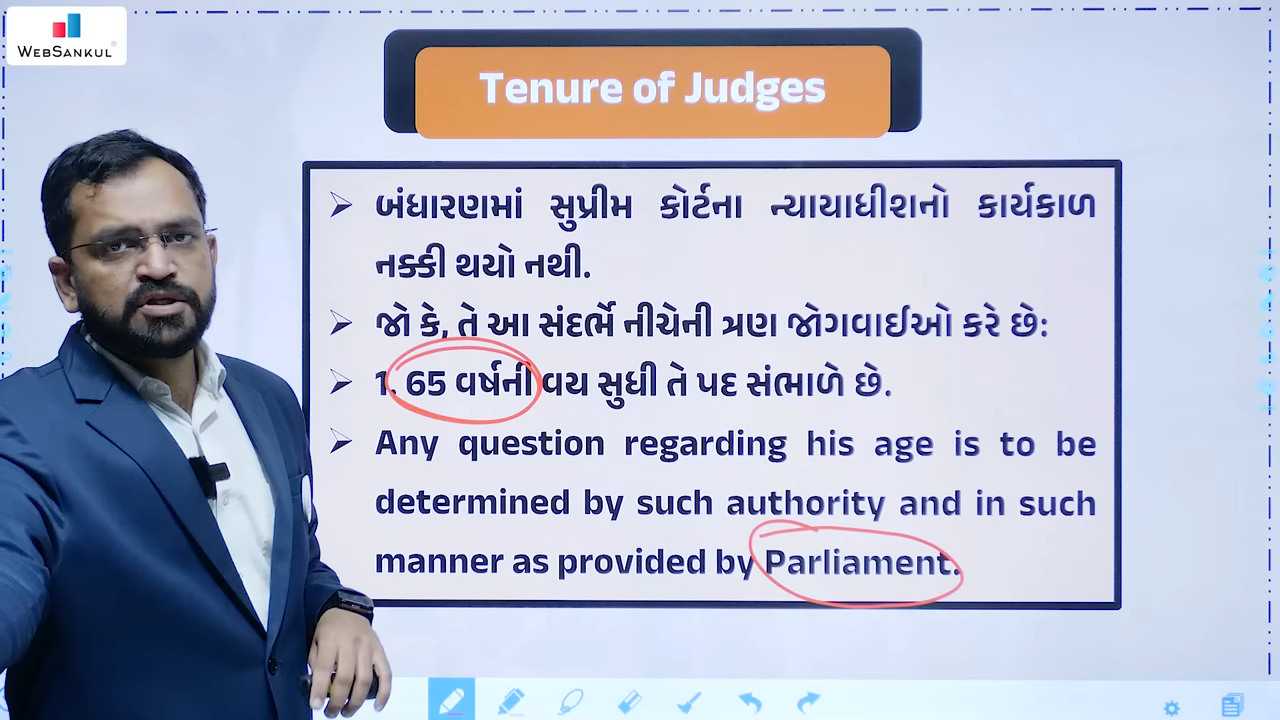 WEBSANKUL®
Tenure of Judges
➢ બંધારણમાં સુપ્રીમ કોર્ટના ન્યાયાધીશનો કાર્યકાળ
નક્કી થયો નથી.
➢ જો કે, તે આ સંદર્ભે નીચેની ત્રણ જોગવાઈઓ કરે છે:
➢ 1. 65 વર્ષની વય સુધી તે પદ સંભાળે છે.
➢ Any question regarding his age is to be
determined by such authority and in such
manner as provided by Parliament.